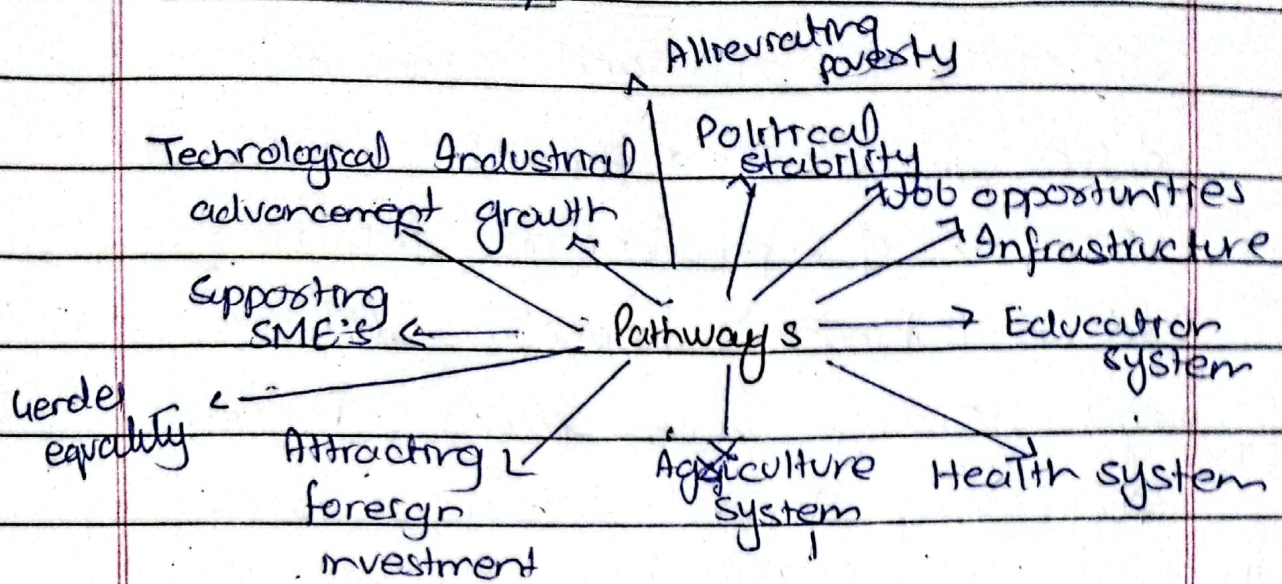 Alleviating
poverty
Political
stability
Technological
advancement
Industrial
growth
Job opportunities
Infrastructure
Supporting
SME'S
Pathways
Education
system
Gender
equality
Attracting
foreign
investment
Agriculture
system
Health system